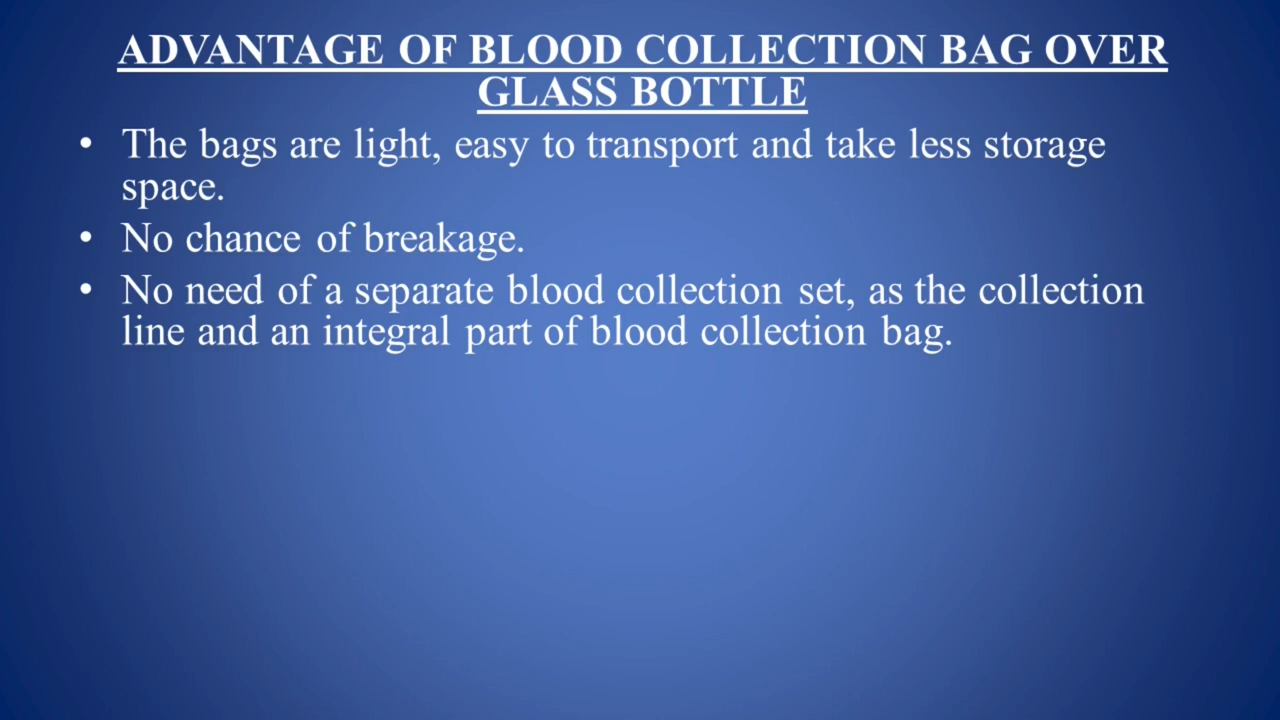 ADVANTAGE OF BLOOD COLLECTION BAG OVER
GLASS BOTTLE
• The bags are light, easy to transport and take less storage
space.
• No chance of breakage.
• No need of a separate blood collection set, as the collection
line and an integral part of blood collection bag.